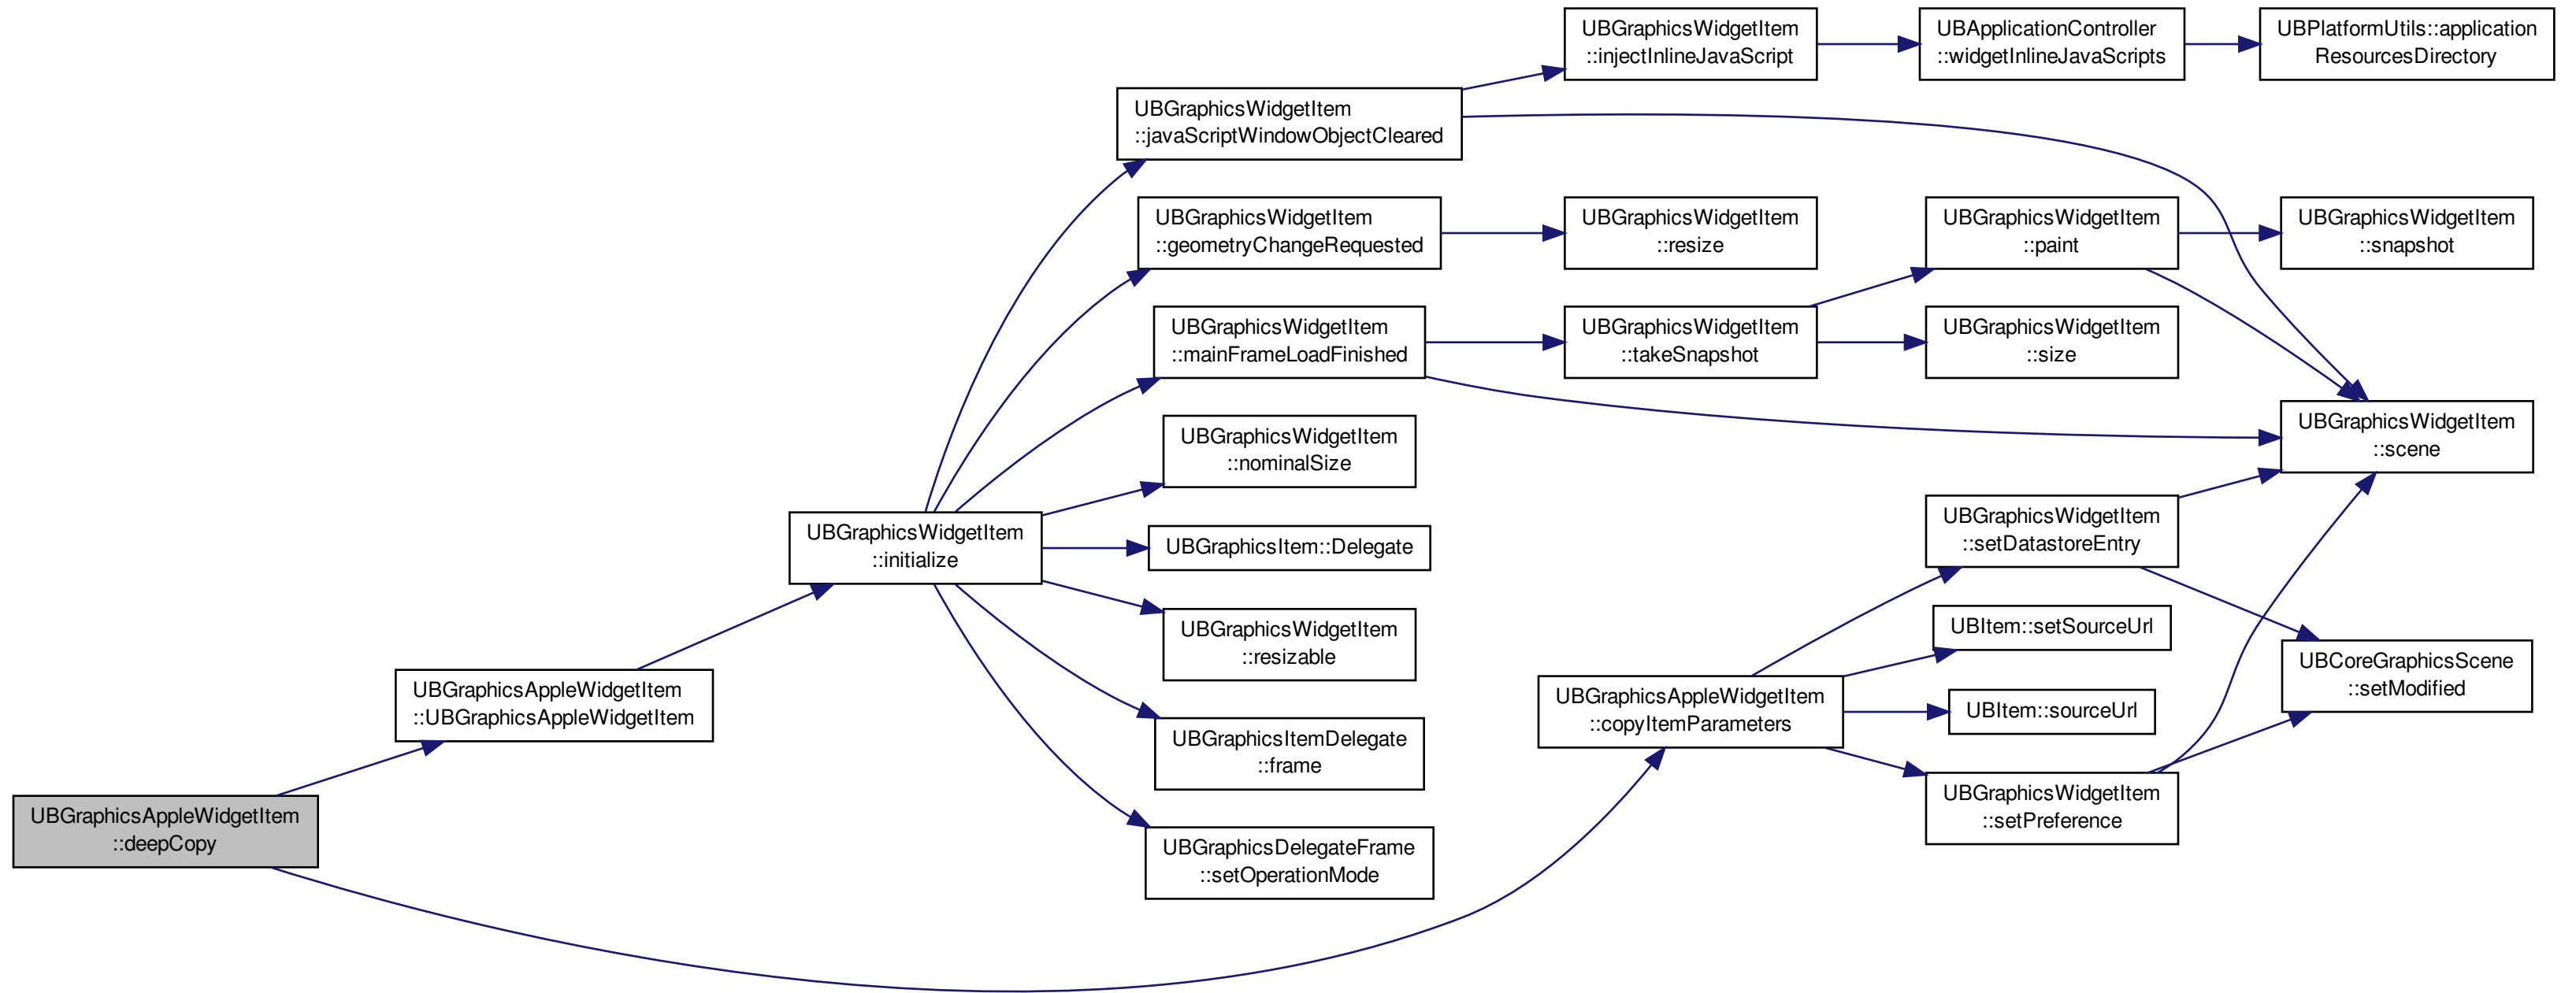 UBGraphicsWidgetItem
::injectInlineJavaScript
UBApplicationController
::widgetInlineJavaScripts
UBPlatformUtils::application
ResourcesDirectory
UBGraphicsWidgetItem
::javaScriptWindowObjectCleared
UBGraphicsWidgetItem
::geometryChangeRequested
UBGraphicsWidgetItem
::resize
UBGraphicsWidgetItem
::paint
UBGraphicsWidgetItem
::snapshot
UBGraphicsWidgetItem
::mainFrameLoadFinished
UBGraphicsWidgetItem
::takeSnapshot
UBGraphicsWidgetItem
::size
UBGraphicsWidgetItem
::scene
UBGraphicsWidgetItem
::nominalSize
UBGraphicsWidgetItem
::initialize
UBGraphicsItem::Delegate
UBGraphicsWidgetItem
::setDatastoreEntry
UBGraphicsWidgetItem
::resizable
UBItem::setSourceUrl
UBCoreGraphicsScene
::setModified
UBGraphicsAppleWidgetItem
::UBGraphicsAppleWidgetItem
UBGraphicsAppleWidgetItem
::copyItemParameters
UBItem::sourceUrl
UBGraphicsItemDelegate
::frame
UBGraphicsWidgetItem
::setPreference
UBGraphicsAppleWidgetItem
::deepCopy
UBGraphicsDelegateFrame
::setOperationMode